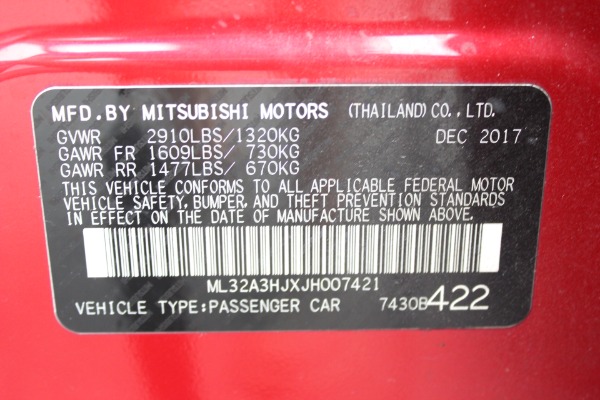 MFD.BY MITSUBISHI MOTORS (THAILAND)CO.,LTD.
GVWR 2910LBS/1320KG DEC 2017
GAWR FR 1609LBS/ 730KG
GAWR RR 1477LBS/ 670KG
THIS VEHICLE CONFORMS TO ALL APPLICABLE FEDERAL MOTOR
VEHICLE SAFETY, BUMPER, AND THEFT PREVENTION STANDARDS
IN EFFECT ON THE DATE OF MANUFACTURE SHOWN ABOVE.
ML32A3HJXJH007421
VEHICLE TYPE:PASSENGER CAR 7430B422